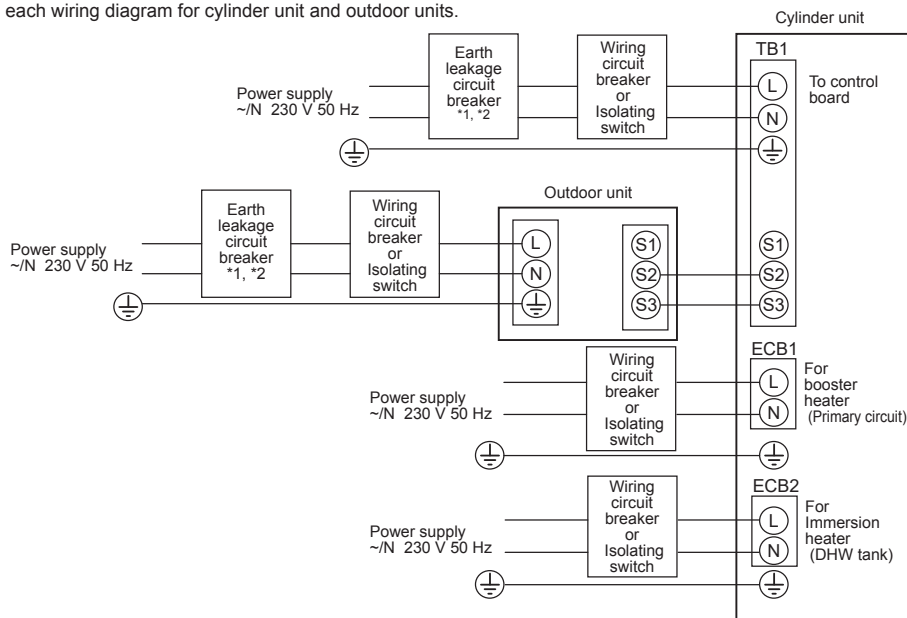 each wiring diagram for cylinder unit and outdoor units.
Cylinder unit
TB1
Earth
leakage
circuit
breaker
*1, *2
Wiring
circuit
breaker
or
Isolating
switch
Power supply
~/N 230 V 50 Hz
L
N
To control
board
Outdoor unit
Earth
leakage
circuit
breaker
*1, *2
Wiring
circuit
breaker
or
Isolating
switch
Power supply
~/N 230 V 50 Hz
L
N
S1
S2
S3
S1
S2
S3
ECB1
Wiring
circuit
breaker
or
Isolating
switch
Power supply
~/N 230 V 50 Hz
L
N
For
booster
heater
(Primary circuit)
ECB2
Wiring
circuit
breaker
or
Isolating
switch
Power supply
~/N 230 V 50 Hz
L
N
For
Immersion
heater
(DHW tank)